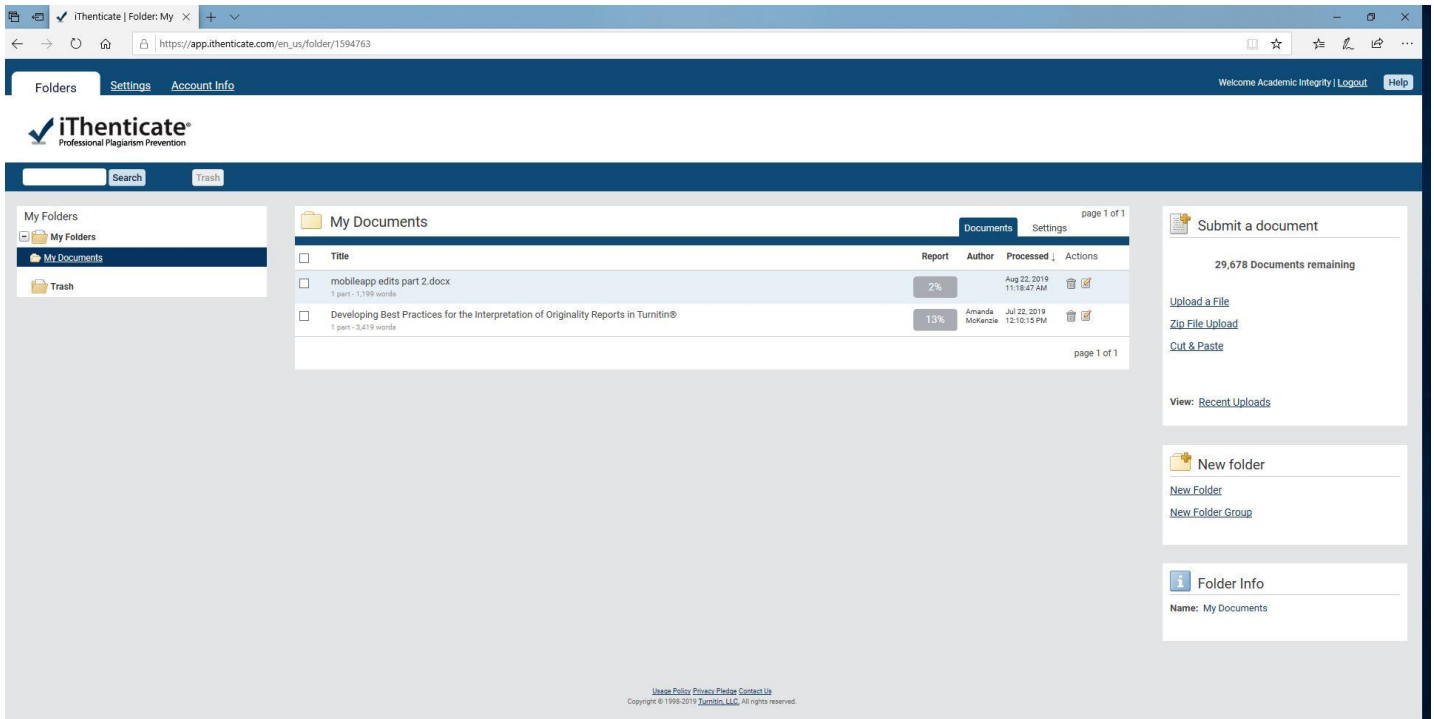 iThenticate | Folder: My
https://app.ithenticate.com/en_us/folder/1594763
Folders Settings Account Info
Welcome Academic Integrity | Logout Help
iThenticate®
Professional Plagiarism Prevention
Search Trash
My Folders
My Folders
My Documents
Trash
My Documents
page 1 of 1
Documents Settings
Title Report Author Processed ↓ Actions
mobileapp edits part 2.docx
1 part - 1,199 words
2%
Aug 22, 2019
11:18:47 AM
Developing Best Practices for the Interpretation of Originality Reports in Turnitin®
1 part - 3,419 words
13%
Amanda
McKenzie
Jul 22, 2019
12:10:15 PM
page 1 of 1
Submit a document
29,678 Documents remaining
Upload a File
Zip File Upload
Cut & Paste
View: Recent Uploads
New folder
New Folder
New Folder Group
Folder Info
Name: My Documents
Usage Policy Privacy Pledge Contact Us
Copyright © 1998-2019 Turnitin, LLC. All rights reserved.